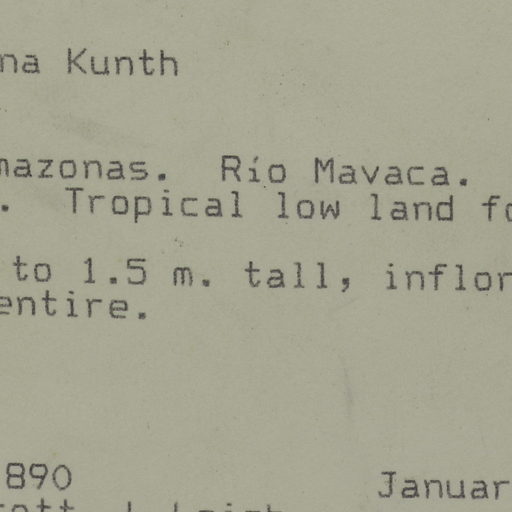 na Kunth
mazonas. Río Mavaca.
. Tropical low land fo
to 1.5 m. tall, inflor
entire.
890 Januar